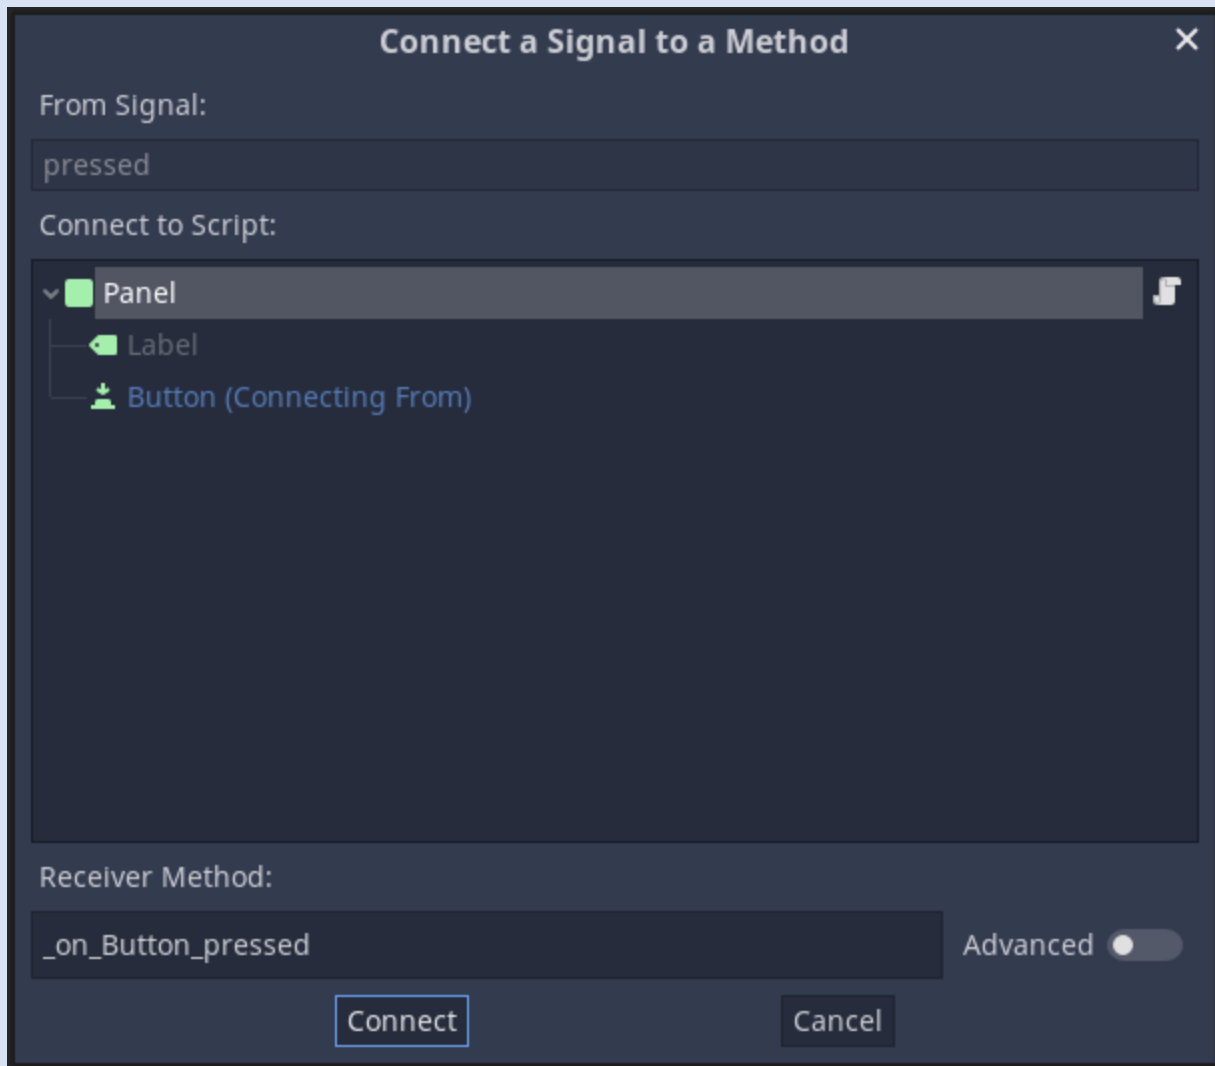 Connect a Signal to a Method
From Signal:
pressed
Connect to Script:
Panel
Label
Button (Connecting From)
Receiver Method:
_on_Button_pressed
Advanced
Connect
Cancel